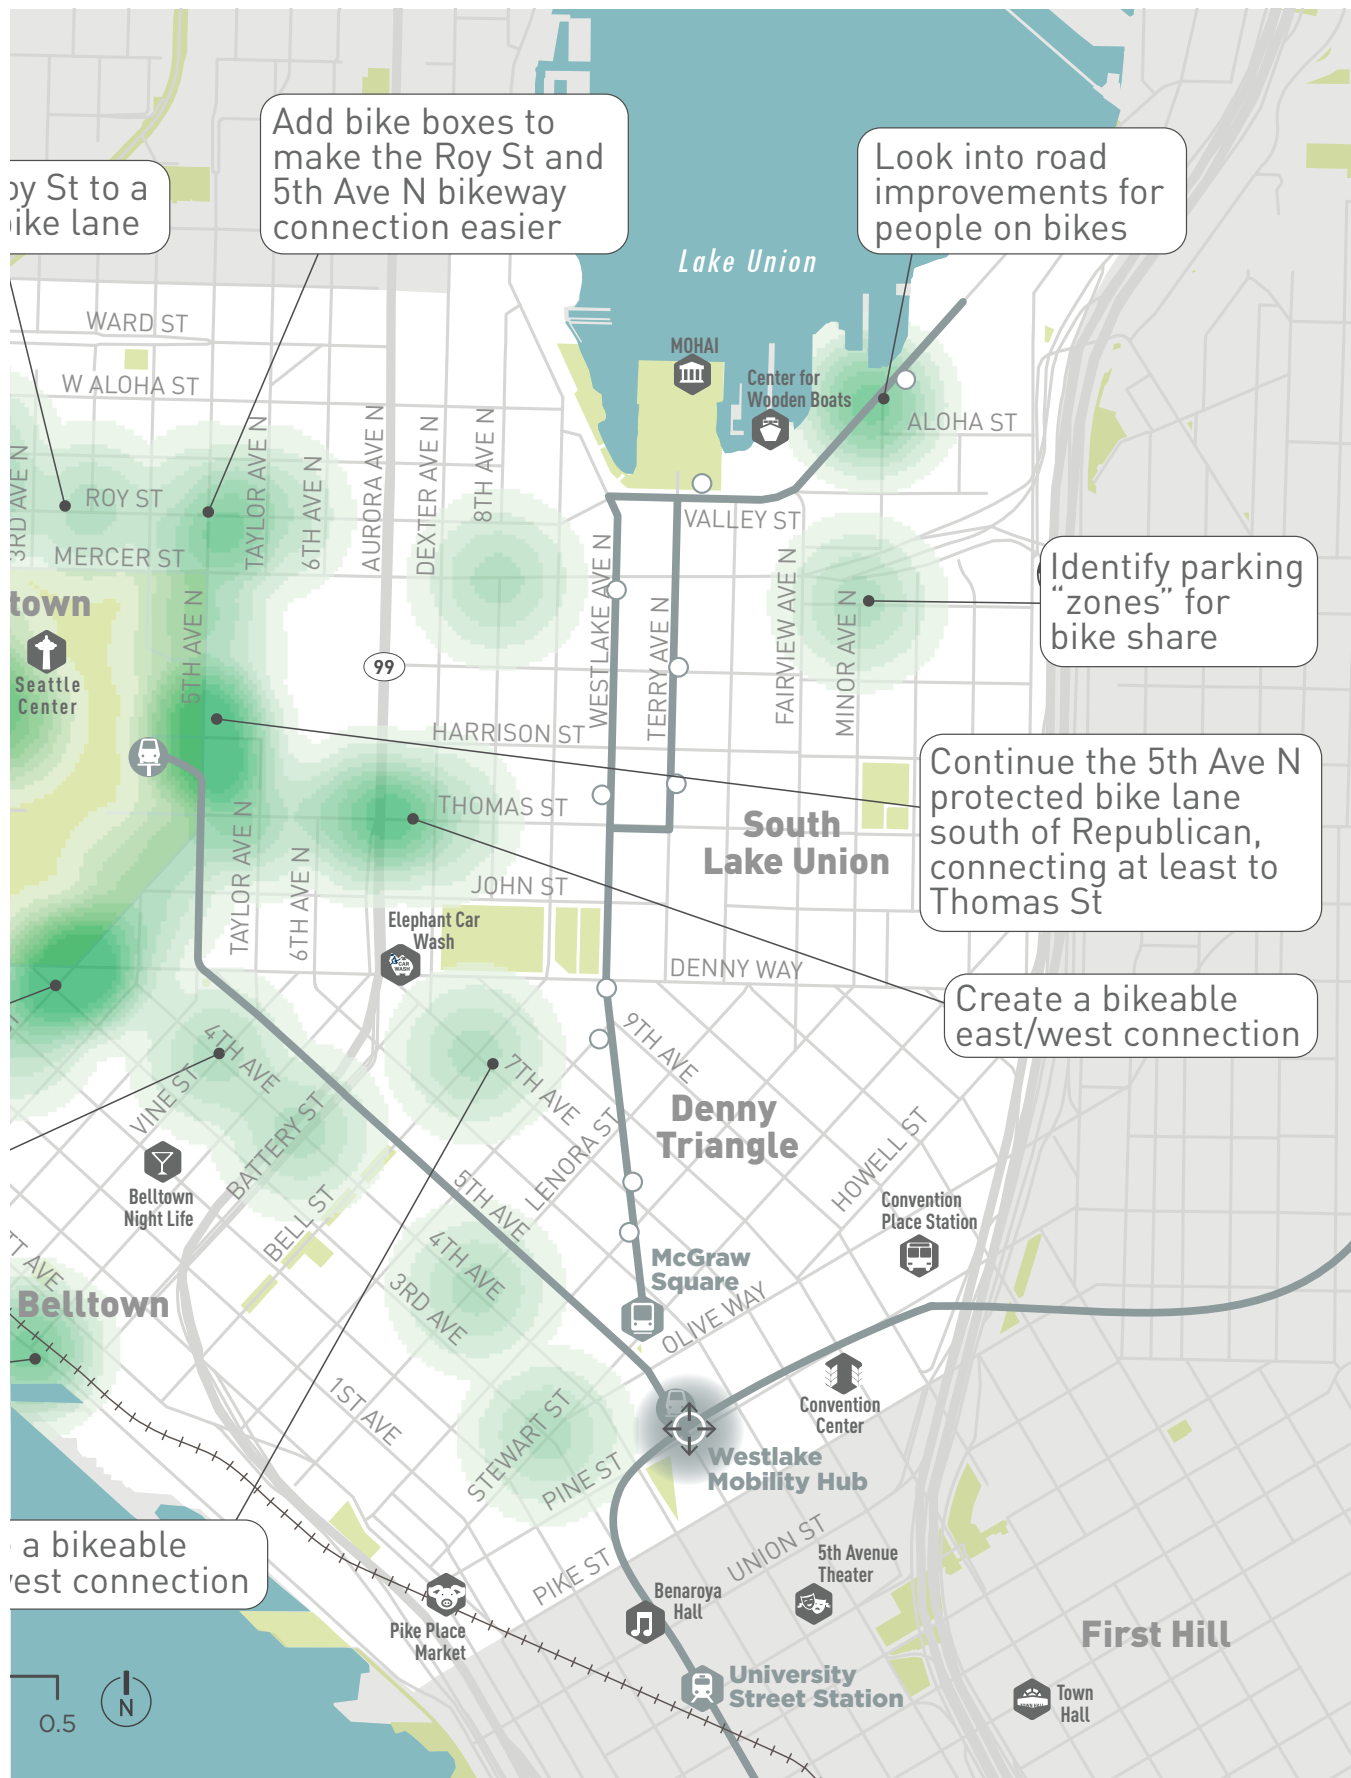 Add bike boxes to
make the Roy St and
5th Ave N bikeway
connection easier
Look into road
improvements for
people on bikes
St to a
lane
Lake Union
WARD ST
MOHAI
W ALOHA ST
Center for
Wooden Boats
ALOHA ST
3RD AVE N
ROY ST
TAYLOR AVE N
6TH AVE N
AURORA AVE N
DEXTER AVE N
8TH AVE N
VALLEY ST
MERCER ST
Identify parking
“zones” for
bike share
5TH AVE N
WESTLAKE AVE N
TERRY AVE N
FAIRVIEW AVE N
MINOR AVE N
Seattle
Center
99
HARRISON ST
Continue the 5th Ave N
protected bike lane
south of Republican,
connecting at least to
Thomas St
THOMAS ST
South
Lake Union
TAYLOR AVE N
6TH AVE N
JOHN ST
Elephant Car
Wash
CAR
WASH
DENNY WAY
Create a bikeable
east/west connection
4TH AVE
9TH AVE
VINE ST
7TH AVE
BATTERY ST
LENORA ST
Denny
Triangle
HOWELL ST
Belltown
Night Life
BELL ST
5TH AVE
4TH AVE
3RD AVE
Convention
Place Station
AVE
Belltown
McGraw
Square
OLIVE WAY
1ST AVE
Convention
Center
STEWART ST
PINE ST
Westlake
Mobility Hub
a bikeable
connection
PIKE ST
UNION ST
5th Avenue
Theater
Benaroya
Hall
Pike Place
Market
First Hill
University
Street Station
Town
Hall
0.5
N